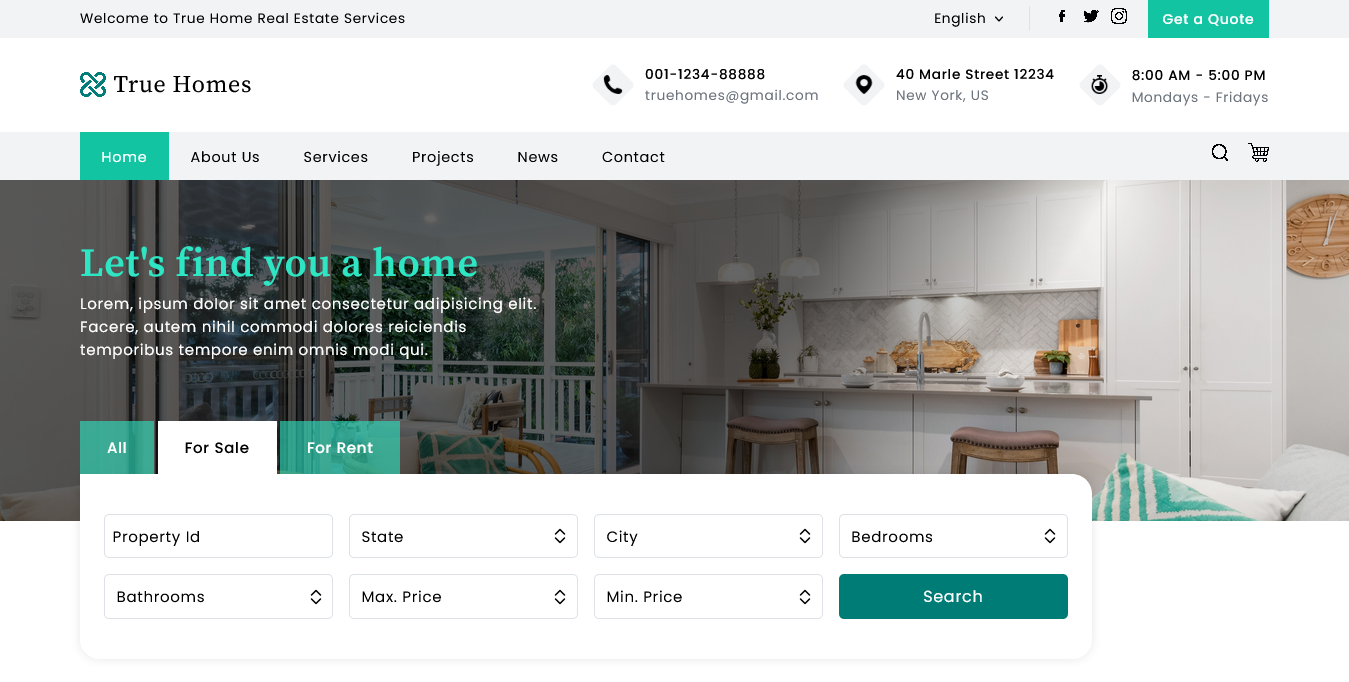 Welcome to True Home Real Estate Services
English
Get a Quote
True Homes
001-1234-88888
truehomes@gmail.com
40 Marle Street 12234
New York, US
8:00 AM - 5:00 PM
Mondays - Fridays
Home
About Us
Services
Projects
News
Contact
Let's find you a home
Lorem, ipsum dolor sit amet consectetur adipisicing elit.
Facere, autem nihil commodi dolores reiciendis
temporibus tempore enim omnis modi qui.
All
For Sale
For Rent
Property Id
State
City
Bedrooms
Bathrooms
Max. Price
Min. Price
Search